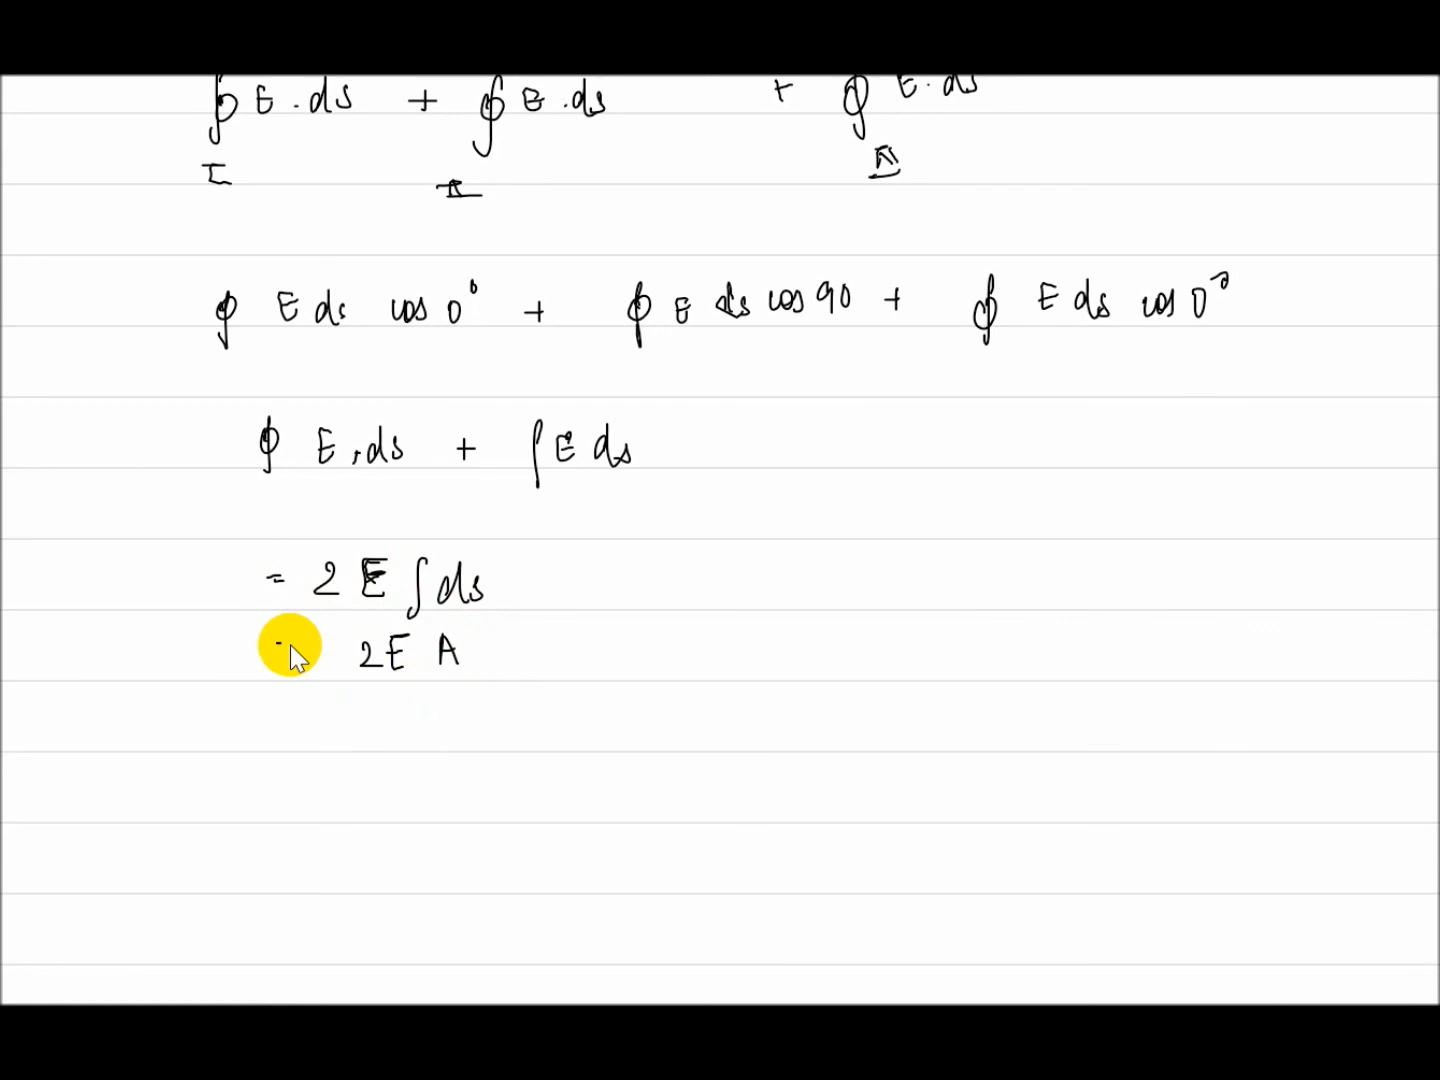 ∮ E . ds + ∮ E . ds + ∮ E . ds
I II III
∮ E ds cos 0° + ∮ E ds cos 90 + ∮ E ds cos 0°
∮ E . ds + ∫ E ds
= 2 E ∫ ds
2E A